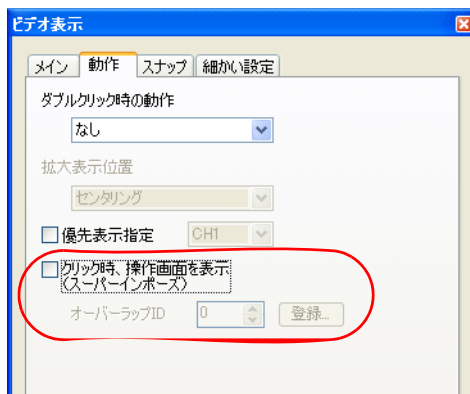 ビデオ表示
メイン 動作 スナップ 細かい設定
ダブルクリック時の動作
なし
拡大表示位置
センタリング
優先表示指定 CH1
クリック時、操作画面を表示
(スーパーインポーズ)
オーバーラップID 0 登録...